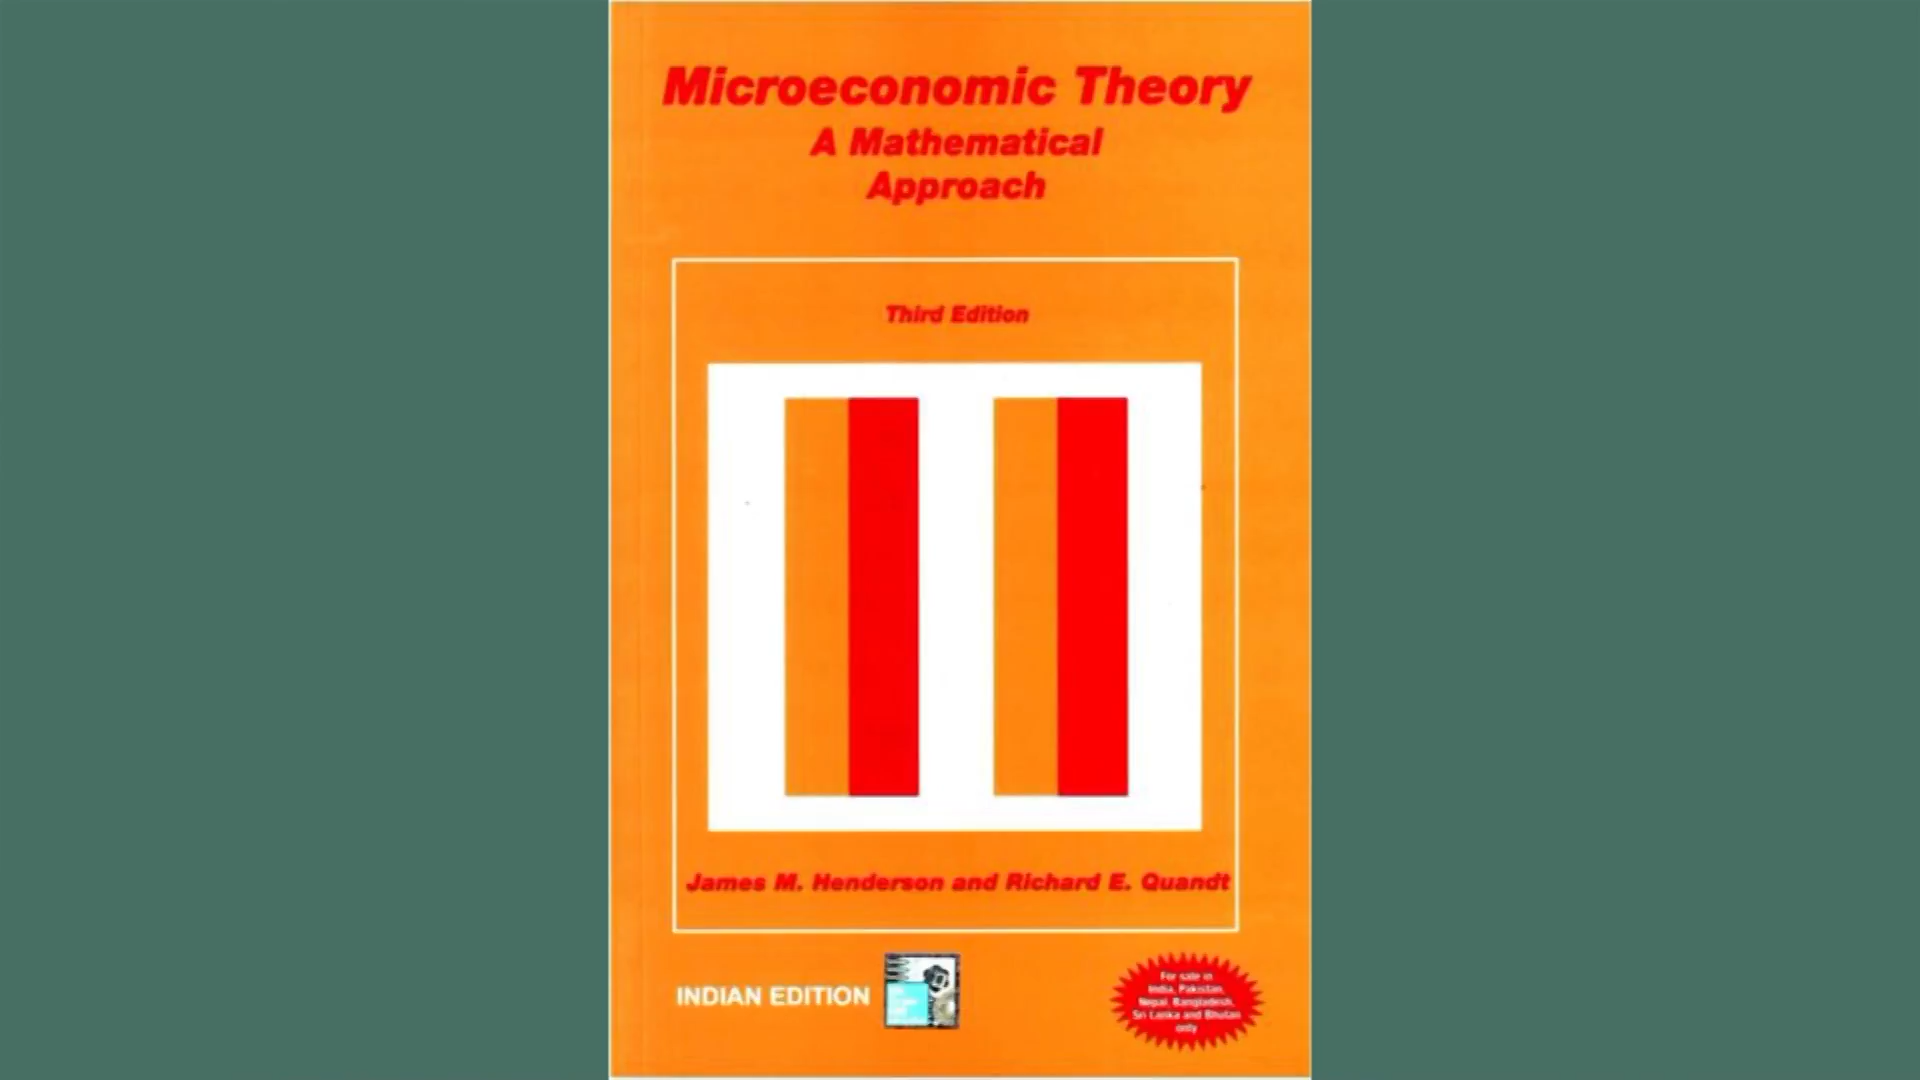 Microeconomic Theory
A Mathematical
Approach
Third Edition
James M. Henderson and Richard E. Quandt
INDIAN EDITION
For sale in
India, Pakistan,
Nepal, Bangladesh,
Sri Lanka and Bhutan
only